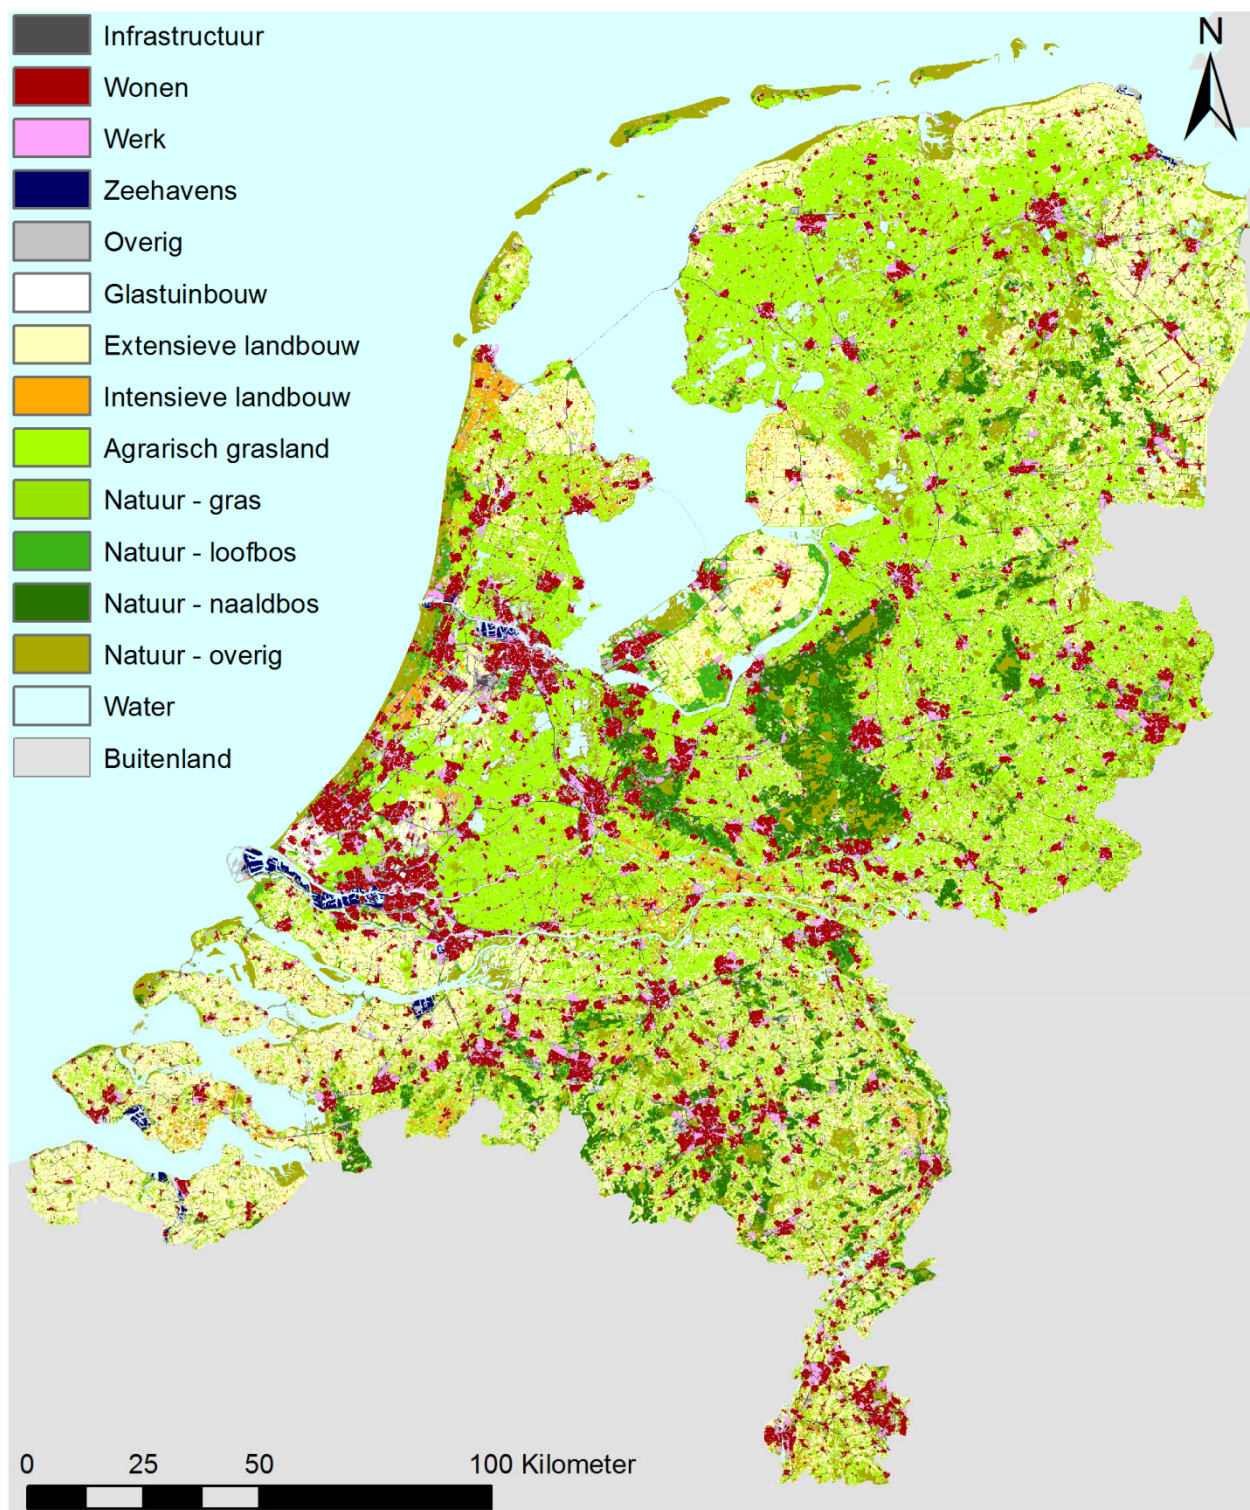 Infrastructuur
Wonen
Werk
Zeehavens
Overig
Glastuinbouw
Extensieve landbouw
Intensieve landbouw
Agrarisch grasland
Natuur - gras
Natuur - loofbos
Natuur - naaldbos
Natuur - overig
Water
Buitenland
N
0 25 50 100 Kilometer